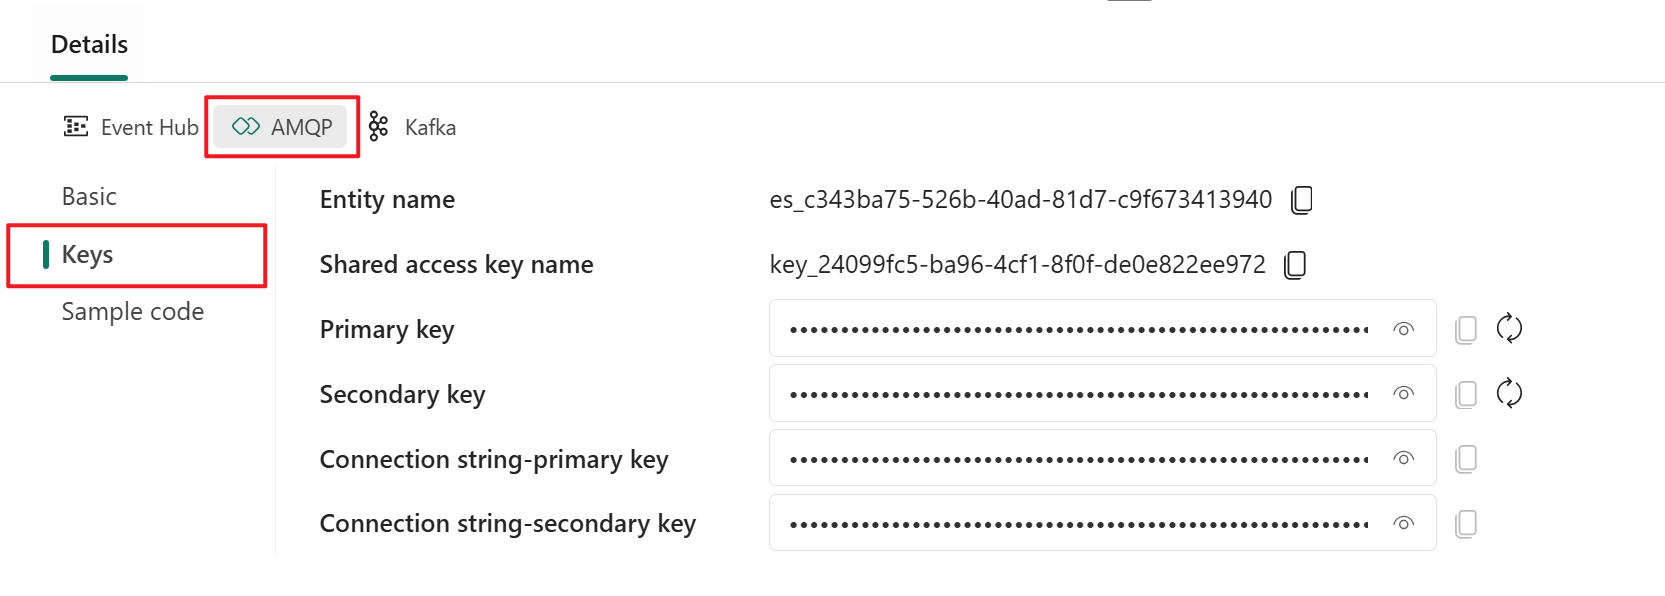 Details
Event Hub AMQP Kafka
Basic
Keys
Sample code
Entity name es_c343ba75-526b-40ad-81d7-c9f673413940
Shared access key name key_24099fc5-ba96-4cf1-8f0f-de0e822ee972
Primary key
Secondary key
Connection string-primary key
Connection string-secondary key